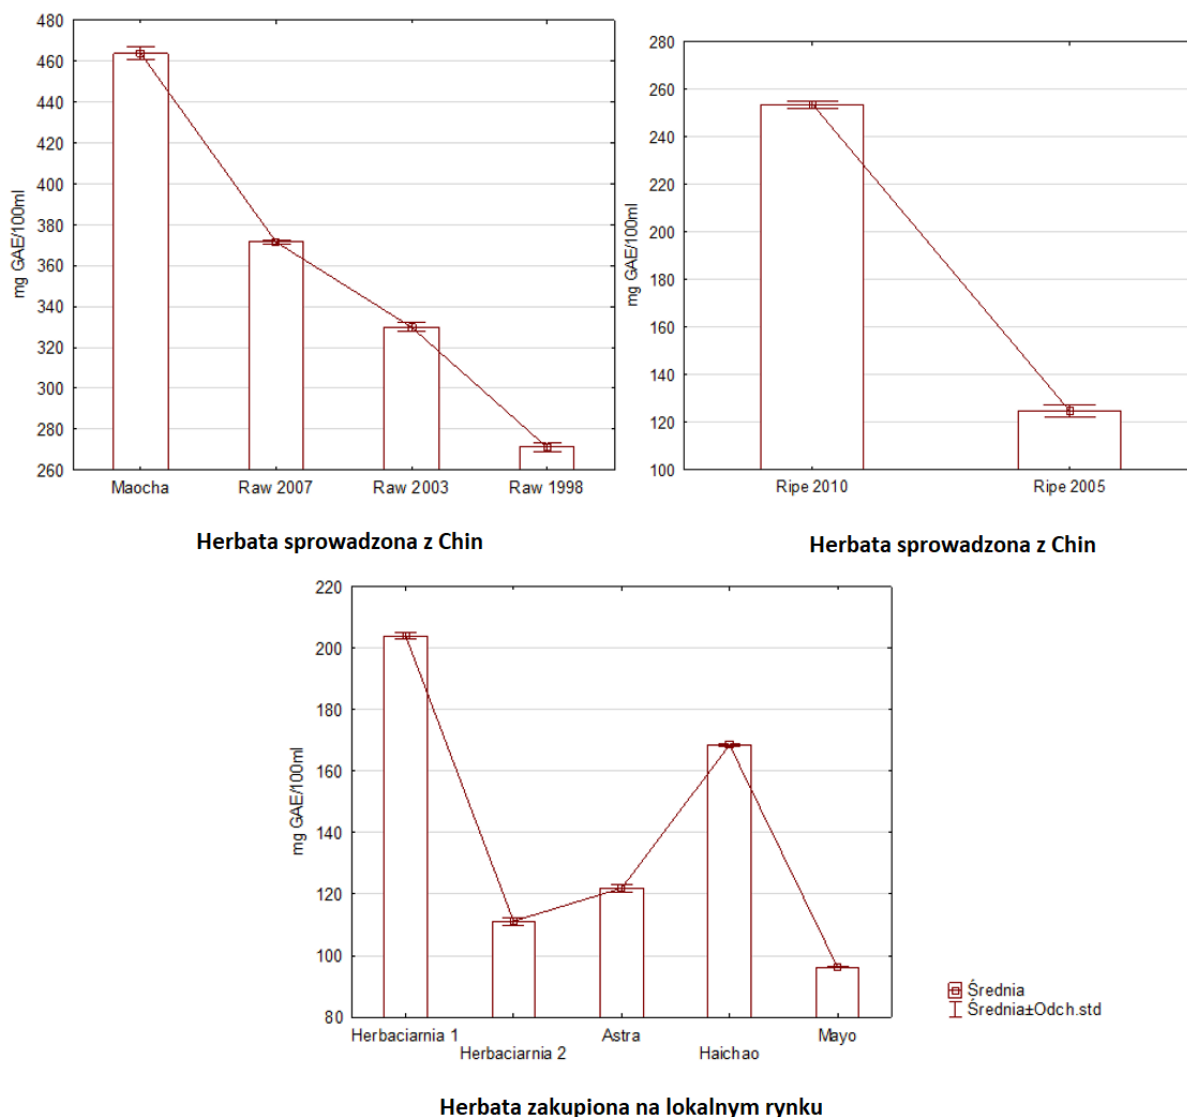 480
460
440
420
400
380
360
340
320
300
280
260
mg GAE/100ml
Maocha Raw 2007 Raw 2003 Raw 1998
Herbata sprowadzona z Chin
280
260
240
220
200
180
160
140
120
100
mg GAE/100ml
Ripe 2010 Ripe 2005
Herbata sprowadzona z Chin
220
200
180
160
140
120
100
80
mg GAE/100ml
Herbaciarnia 1 Astra Mayo
Herbaciarnia 2 Haichao
Średnia
Średnia±Odch.std
Herbata zakupiona na lokalnym rynku